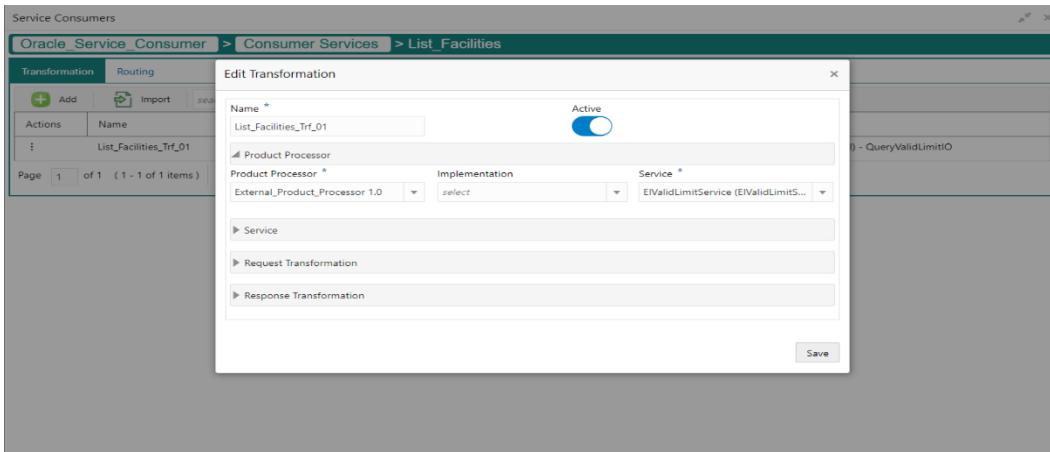 Service Consumers
Oracle_Service_Consumer > Consumer Services > List_Facilities
Transformation Routing
Edit Transformation
Add Import
Name * Active
Actions Name
List_Facilities_Trf_01
List_Facilities_Trf_01
) - QueryValidLimitIO
Product Processor
Page 1 of 1 (1 - 1 of 1 items)
Product Processor * Implementation Service *
External_Product_Processor 1.0 select EIValidLimitService (EIValidLimitS...
Service
Request Transformation
Response Transformation
Save